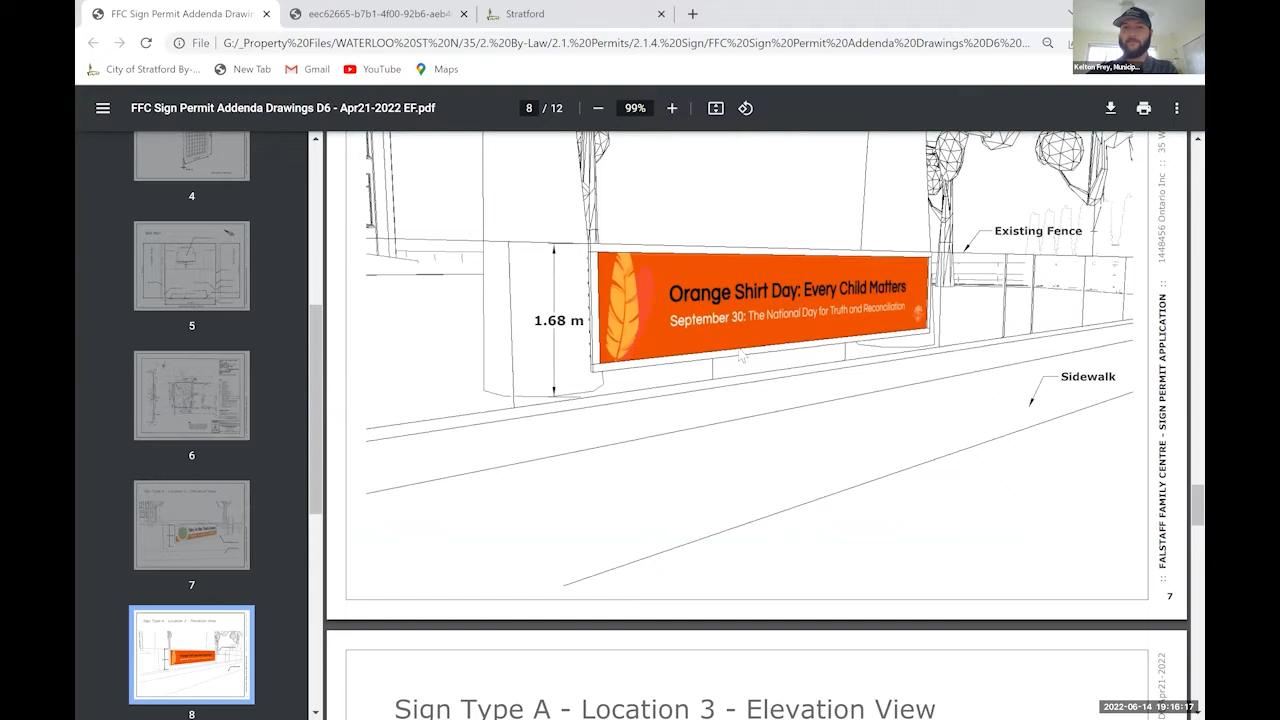 FFC Sign Permit Addenda Drawin
eec62665-b7b1-4f00-92b6-aeb4
Stratford
File
G:/_Property%20Files/WATERLOO%20ST%20N/35/2.%20By-Law/2.1.%20Permits/2.1.4.%20Sign/FFC%20Sign%20Permit%20Addenda%20Drawings%20D6%20...
City of Stratford By-...
New Tab
Gmail
Maps
Kelton Frey, Municip...
FFC Sign Permit Addenda Drawings D6 - Apr21-2022 EF.pdf
8 / 12
99%
4
5
6
7
8
Existing Fence
1.68 m
Orange Shirt Day: Every Child Matters
September 30: The National Day for Truth and Reconciliation
Sidewalk
:: FALSTAFF FAMILY CENTRE - SIGN PERMIT APPLICATION :: 1448456 Ontario Inc :: 35 W
7
Sign Type A - Location 3 - Elevation View
Apr21-2022
2022-06-14 19:16:17